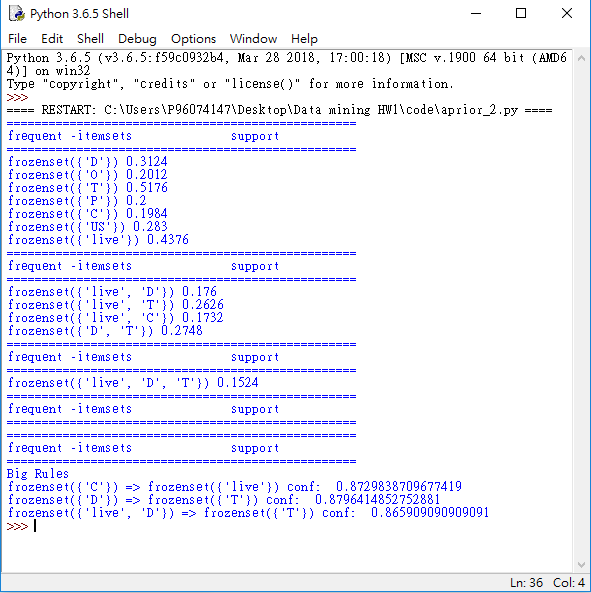 Python 3.6.5 Shell
File Edit Shell Debug Options Window Help
Python 3.6.5 (v3.6.5:f59c0932b4, Mar 28 2018, 17:00:18) [MSC v.1900 64 bit (AMD6
4)] on win32
Type "copyright", "credits" or "license()" for more information.
>>>
==== RESTART: C:\Users\P96074147\Desktop\Data mining HW1\code\aprior_2.py ====
==================================================
frequent -itemsets             support
==================================================
frozenset({'D'}) 0.3124
frozenset({'O'}) 0.2012
frozenset({'T'}) 0.5176
frozenset({'P'}) 0.2
frozenset({'C'}) 0.1984
frozenset({'US'}) 0.283
frozenset({'live'}) 0.4376
==================================================
frequent -itemsets             support
==================================================
frozenset({'live', 'D'}) 0.176
frozenset({'live', 'T'}) 0.2626
frozenset({'live', 'C'}) 0.1732
frozenset({'D', 'T'}) 0.2748
==================================================
frequent -itemsets             support
==================================================
frozenset({'live', 'D', 'T'}) 0.1524
==================================================
frequent -itemsets             support
==================================================
==================================================
frequent -itemsets             support
==================================================
Big Rules
frozenset({'C'}) => frozenset({'live'}) conf:  0.8729838709677419
frozenset({'D'}) => frozenset({'T'}) conf:  0.8796414852752881
frozenset({'live', 'D'}) => frozenset({'T'}) conf:  0.865909090909091
>>>
Ln: 36 Col: 4